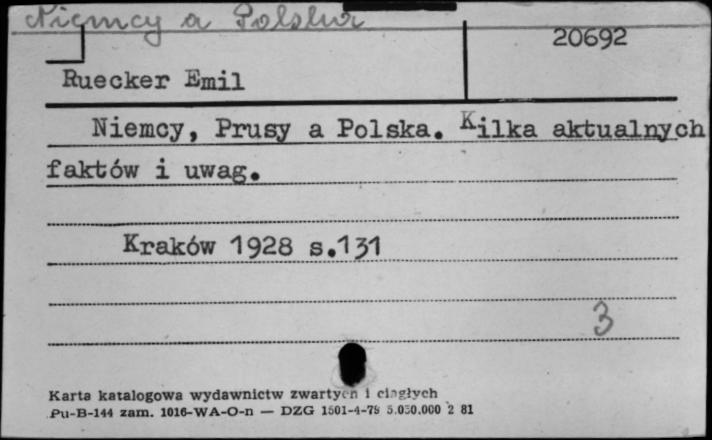 Niemcy a Polska
20692
Ruecker Emil
Niemcy, Prusy a Polska. Kilka aktualnych
faktów i uwag.
Kraków 1928 s.131
3
Karta katalogowa wydawnictw zwartych i ciągłych
Pu-B-144 zam. 1016-WA-O-n — DZG 1501-4-79 5.050.000 2 81